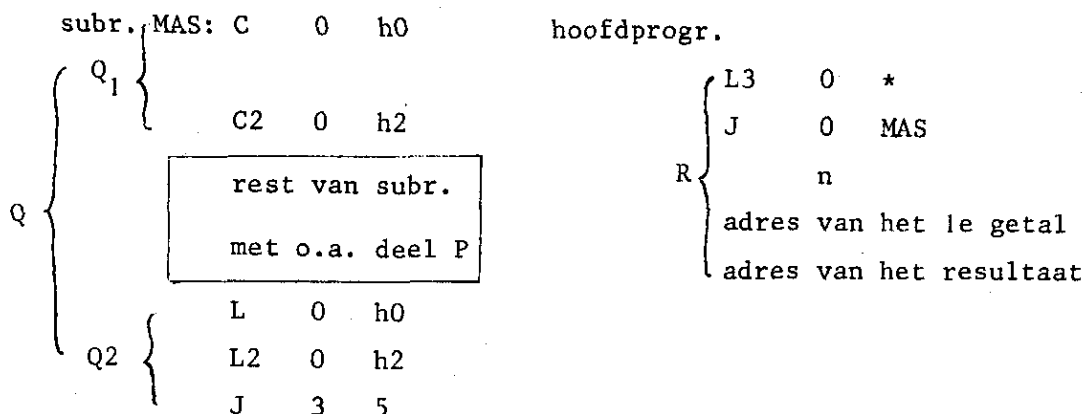 subr. MAS: C 0 h0
Q1
C2 0 h2
Q
rest van subr.
met o.a. deel P
L 0 h0
Q2
L2 0 h2
J 3 5
hoofdprogr.
L3 0 *
J 0 MAS
R
n
adres van het 1e getal
adres van het resultaat